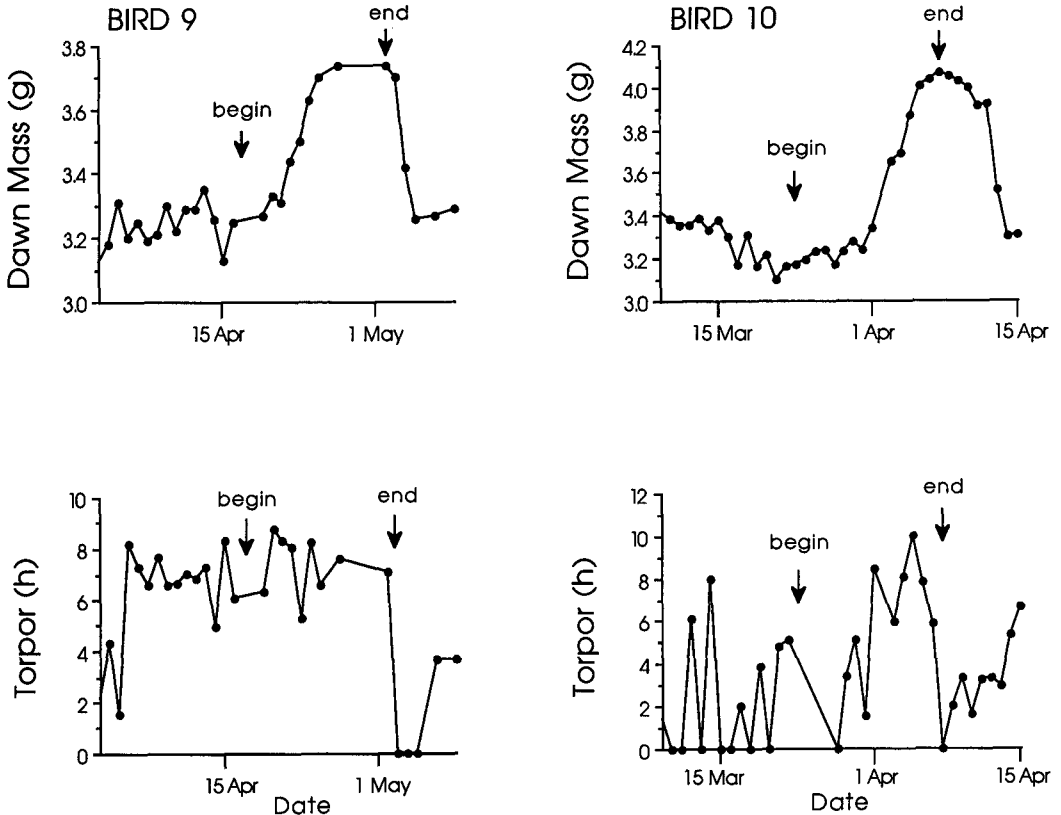 BIRD 9
end
begin
Dawn Mass (g)
3.8
3.6
3.4
3.2
3.0
15 Apr
1 May
BIRD 10
end
begin
Dawn Mass (g)
4.2
4.0
3.8
3.6
3.4
3.2
3.0
15 Mar
1 Apr
15 Apr
begin
end
Torpor (h)
10
8
6
4
2
0
15 Apr
1 May
Date
end
begin
Torpor (h)
12
10
8
6
4
2
0
15 Mar
1 Apr
15 Apr
Date